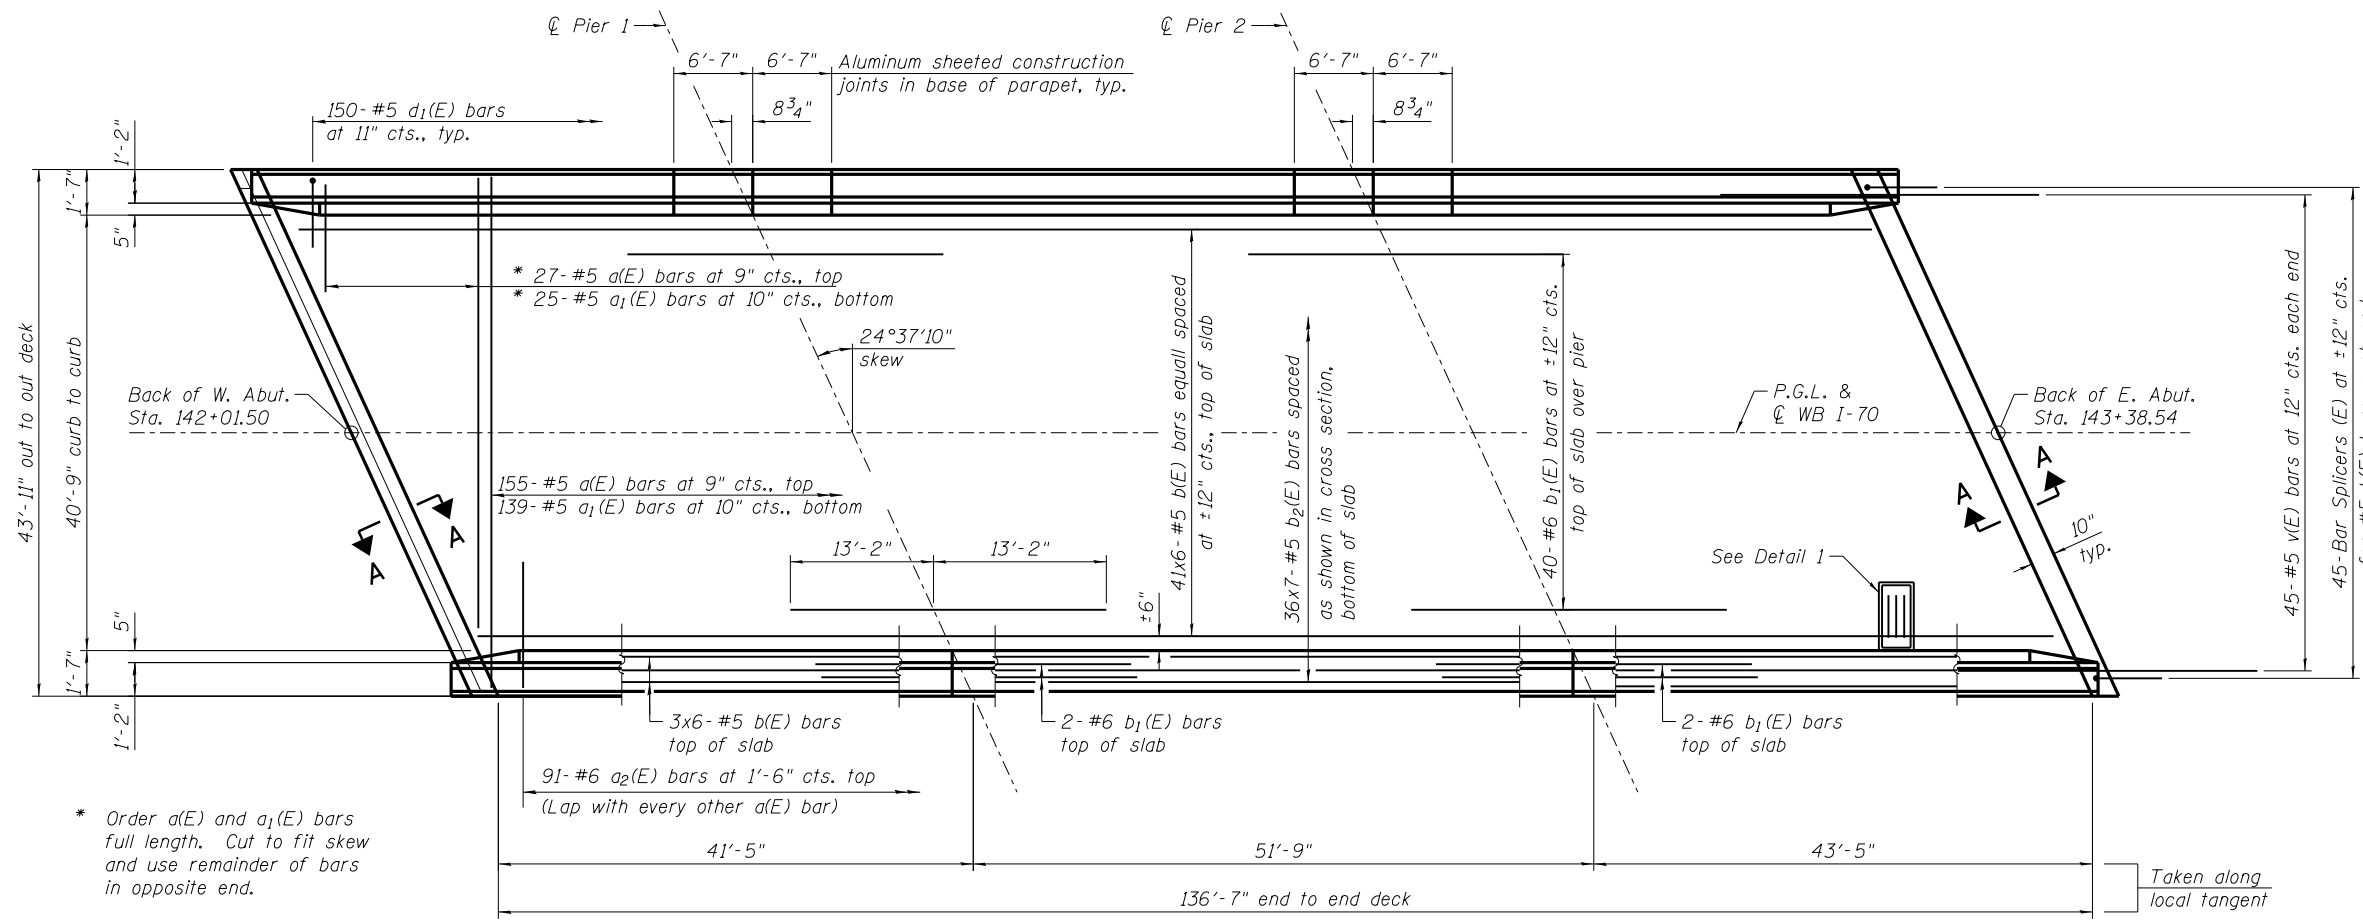 ℄ Pier 1
℄ Pier 2
6'-7"
6'-7"
Aluminum sheeted construction
joints in base of parapet, typ.
6'-7"
6'-7"
8¾"
8¾"
150-#5 d₁(E) bars
at 11" cts., typ.
1'-2"
1'-7"
5"
* 27-#5 a(E) bars at 9" cts., top
* 25-#5 a₁(E) bars at 10" cts., bottom
24°37'10"
skew
43'-11" out to out deck
40'-9" curb to curb
Back of W. Abut.
Sta. 142+01.50
P.G.L. &
℄ WB I-70
Back of E. Abut.
Sta. 143+38.54
155-#5 a(E) bars at 9" cts., top
139-#5 a₁(E) bars at 10" cts., bottom
A
A
A
A
13'-2"
13'-2"
±6"
41x6-#5 b(E) bars equall spaced
at ±12" cts., top of slab
36x7-#5 b₂(E) bars spaced
as shown in cross section,
bottom of slab
40-#6 b₁(E) bars at ±12" cts.
top of slab over pier
See Detail 1
10"
typ.
45-#5 v(E) bars at 12" cts. each end
45-Bar Splicers (E) at ±12" cts.
5"
1'-7"
1'-2"
3x6-#5 b(E) bars
top of slab
2-#6 b₁(E) bars
top of slab
2-#6 b₁(E) bars
top of slab
91-#6 a₂(E) bars at 1'-6" cts. top
(Lap with every other a(E) bar)
* Order a(E) and a₁(E) bars
full length. Cut to fit skew
and use remainder of bars
in opposite end.
41'-5"
51'-9"
43'-5"
136'-7" end to end deck
Taken along
local tangent